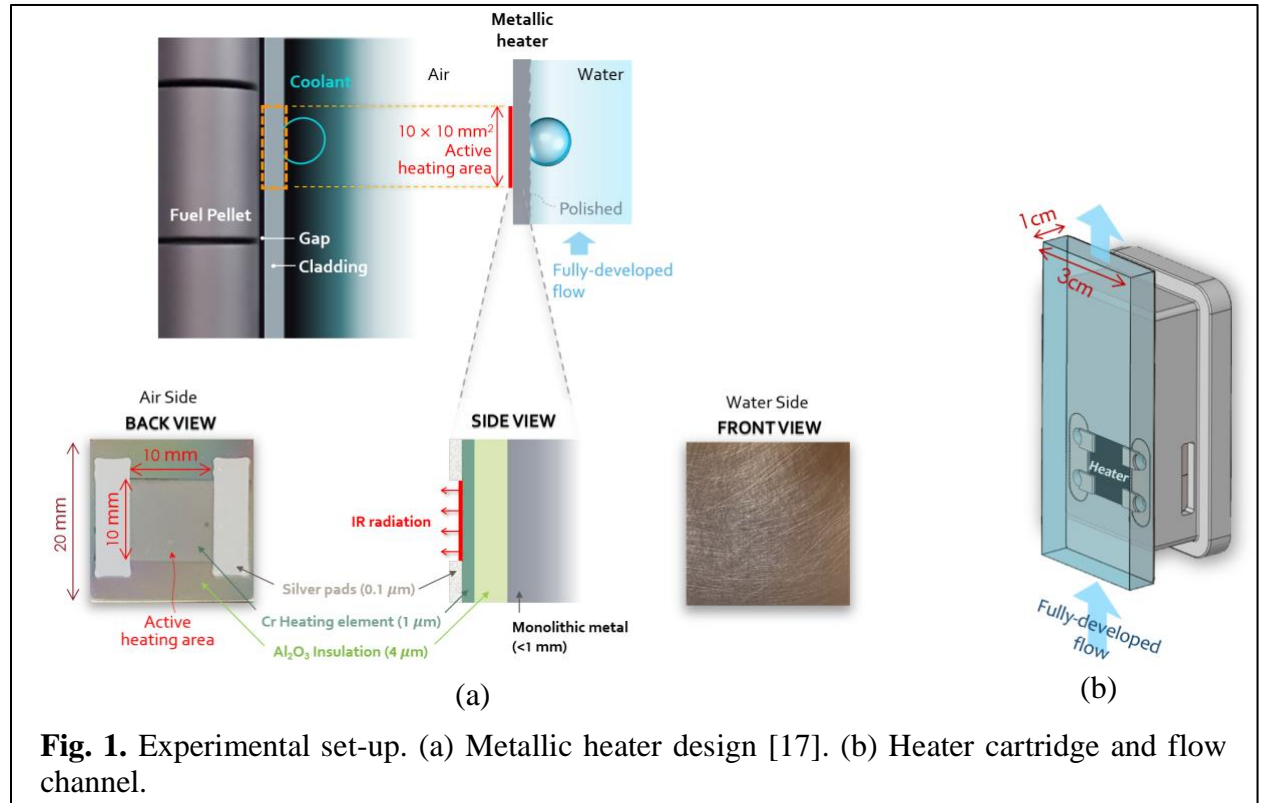 Metallic
heater
Coolant
Air
Water
10 × 10 mm²
Active
heating area
Polished
Fuel Pellet
Gap
Cladding
Fully-developed
flow
Air Side
BACK VIEW
10 mm
10 mm
20 mm
Active
heating area
SIDE VIEW
IR radiation
Silver pads (0.1 μm)
Cr Heating element (1 μm)
Al₂O₃ Insulation (4 μm)
Monolithic metal
(<1 mm)
Water Side
FRONT VIEW
(a)
1cm
3cm
Heater
Fully-developed
flow
(b)
Fig. 1. Experimental set-up. (a) Metallic heater design [17]. (b) Heater cartridge and flow
channel.